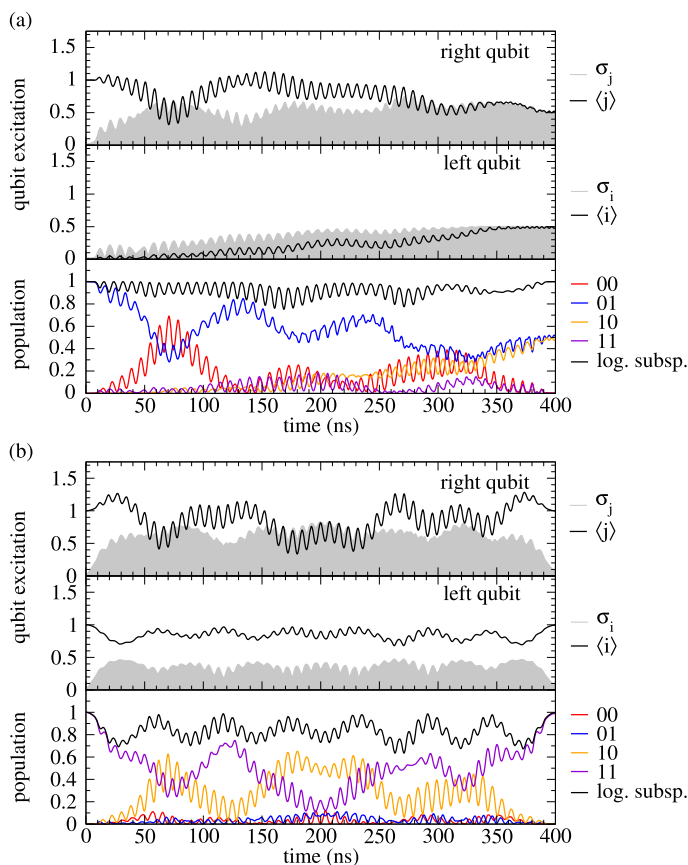 (a)
right qubit
1.5
1
0.5
0
σj
⟨j⟩
qubit excitation
left qubit
1.5
1
0.5
0
σi
⟨i⟩
population
1
0.8
0.6
0.4
0.2
0
00
01
10
11
log. subsp.
0 50 100 150 200 250 300 350 400
time (ns)
(b)
right qubit
1.5
1
0.5
0
σj
⟨j⟩
qubit excitation
left qubit
1.5
1
0.5
0
σi
⟨i⟩
population
1
0.8
0.6
0.4
0.2
0
00
01
10
11
log. subsp.
0 50 100 150 200 250 300 350 400
time (ns)